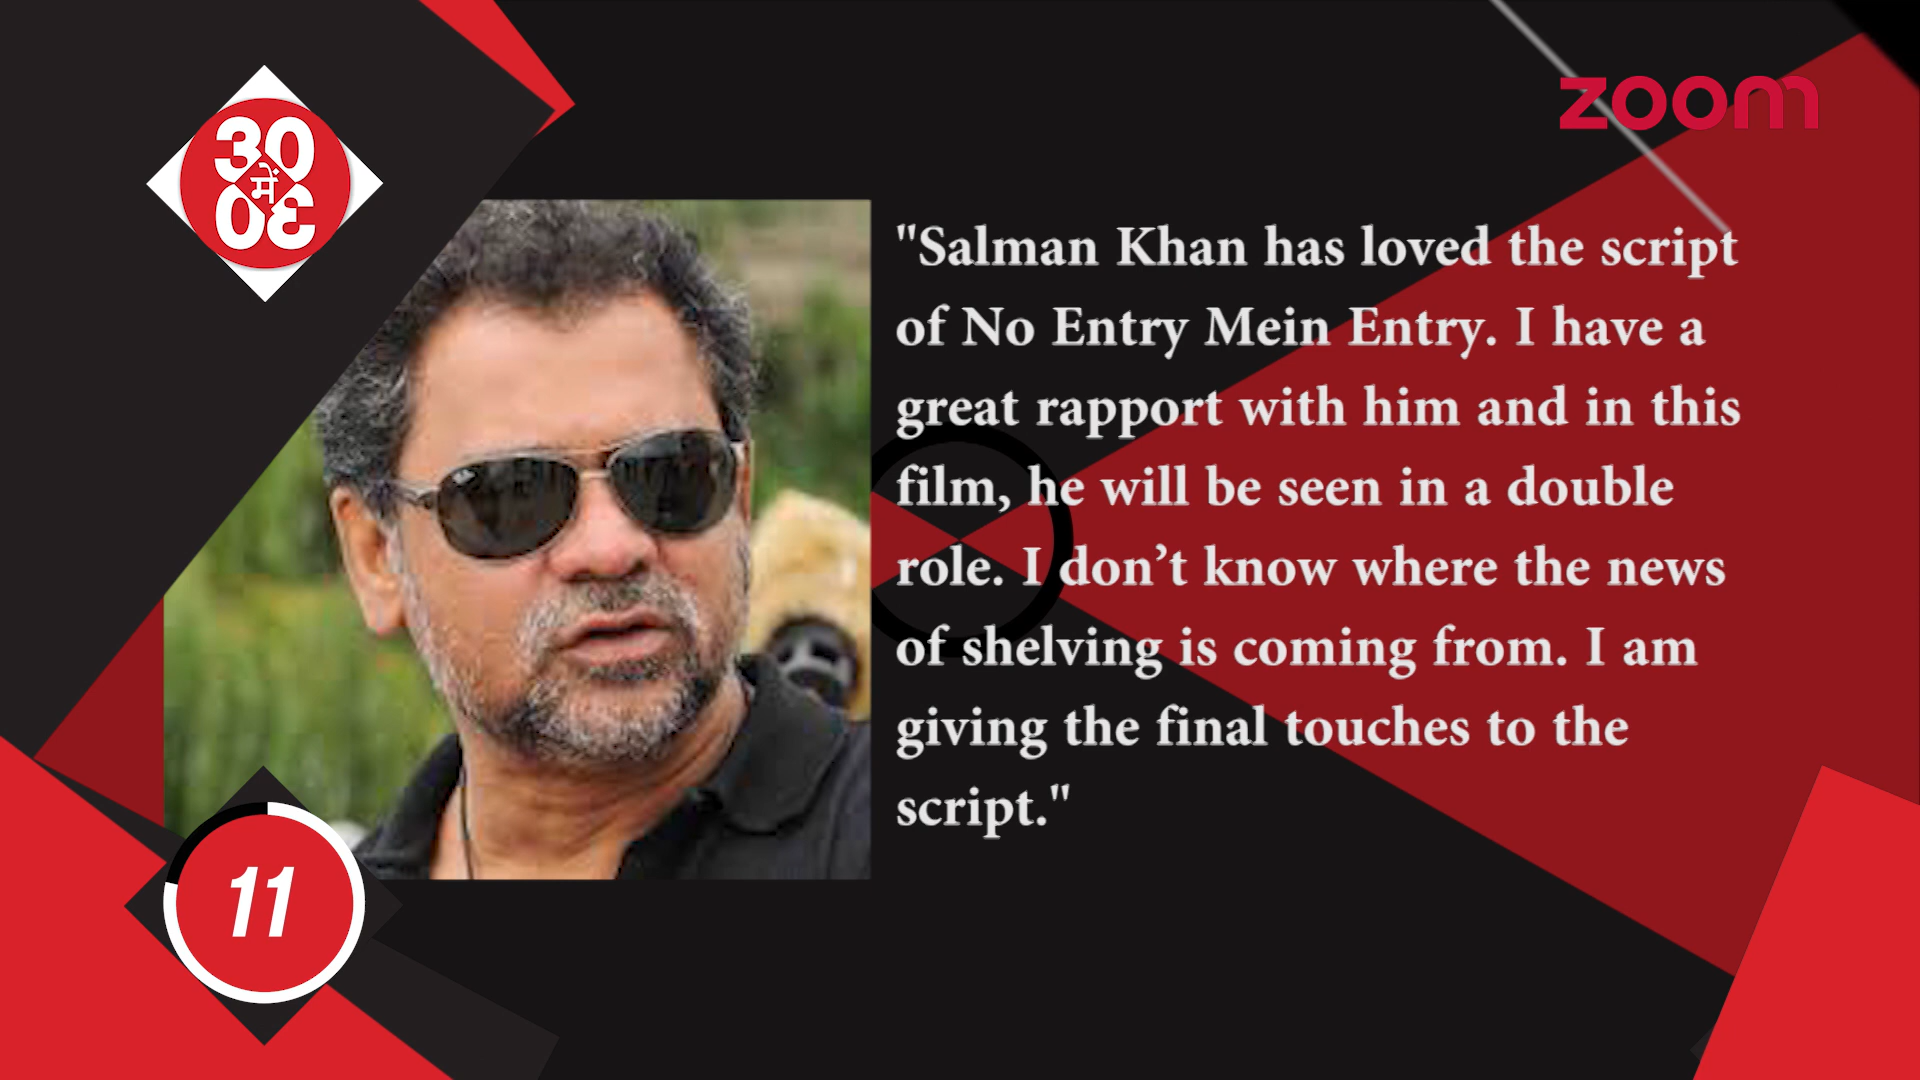 30
में
30
zoom
"Salman Khan has loved the script
of No Entry Mein Entry. I have a
great rapport with him and in this
film, he will be seen in a double
role. I don’t know where the news
of shelving is coming from. I am
giving the final touches to the
script."
11